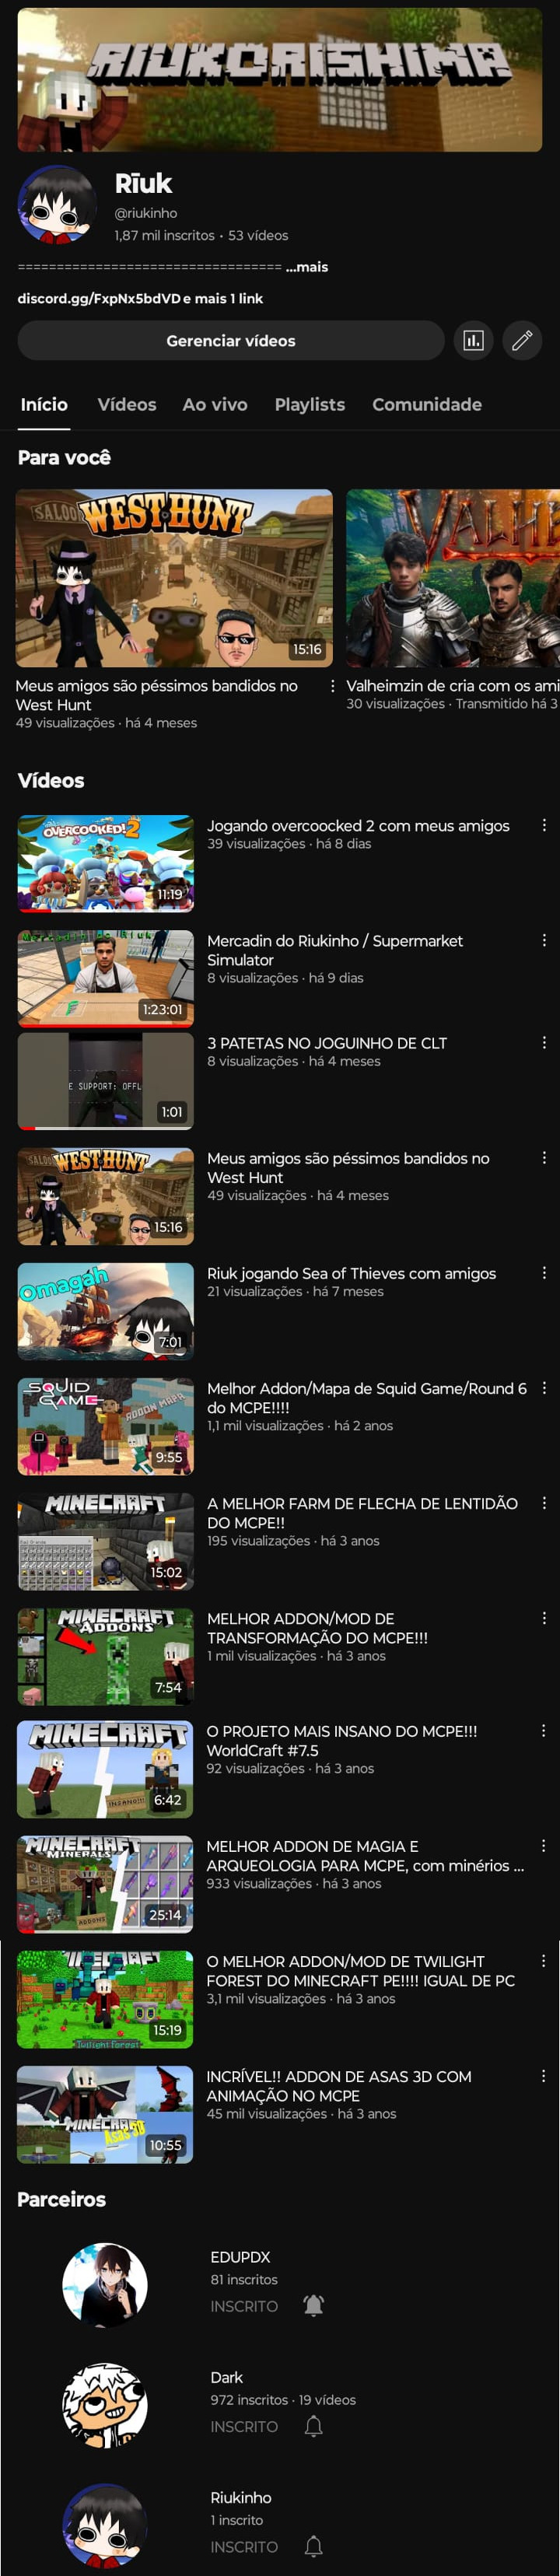 RIUKORISHIMA
Rīuk
@riukinho
1,87 mil inscritos • 53 vídeos
================================== ...mais
discord.gg/FxpNx5bdVD e mais 1 link
Gerenciar vídeos
Início Vídeos Ao vivo Playlists Comunidade
Para você
SALOO WEST HUNT
15:16
Meus amigos são péssimos bandidos no
West Hunt
49 visualizações · há 4 meses
Valheimzin de cria com os ami
30 visualizações · Transmitido há 3
Vídeos
OVERCOOKED! 2
11:19
Jogando overcoocked 2 com meus amigos
39 visualizações · há 8 dias
1:23:01
Mercadin do Riukinho / Supermarket
Simulator
8 visualizações · há 9 dias
E SUPPORT: OFFL
1:01
3 PATETAS NO JOGUINHO DE CLT
8 visualizações · há 4 meses
SALOO WEST HUNT
15:16
Meus amigos são péssimos bandidos no
West Hunt
49 visualizações · há 4 meses
Omagah
7:01
Riuk jogando Sea of Thieves com amigos
21 visualizações · há 7 meses
SQUID GAME
ADDON MAPA
9:55
Melhor Addon/Mapa de Squid Game/Round 6
do MCPE!!!!
1,1 mil visualizações · há 2 anos
MINECRAFT
15:02
A MELHOR FARM DE FLECHA DE LENTIDÃO
DO MCPE!!
195 visualizações · há 3 anos
MINECRAFT
ADDONS
7:54
MELHOR ADDON/MOD DE
TRANSFORMAÇÃO DO MCPE!!!
1 mil visualizações · há 3 anos
MINECRAFT
INSANO!!!
6:42
O PROJETO MAIS INSANO DO MCPE!!!
WorldCraft #7.5
92 visualizações · há 3 anos
MINECRAFT
MINERALS
ADDONS
25:14
MELHOR ADDON DE MAGIA E
ARQUEOLOGIA PARA MCPE, com minérios ...
933 visualizações · há 3 anos
MINECRAFT
Twilight Forest
15:19
O MELHOR ADDON/MOD DE TWILIGHT
FOREST DO MINECRAFT PE!!!! IGUAL DE PC
3,1 mil visualizações · há 3 anos
MINECRAFT
Asas 3D
10:55
INCRÍVEL!! ADDON DE ASAS 3D COM
ANIMAÇÃO NO MCPE
45 mil visualizações · há 3 anos
Parceiros
EDUPDX
81 inscritos
INSCRITO
Dark
972 inscritos · 19 vídeos
INSCRITO
Riukinho
1 inscrito
INSCRITO